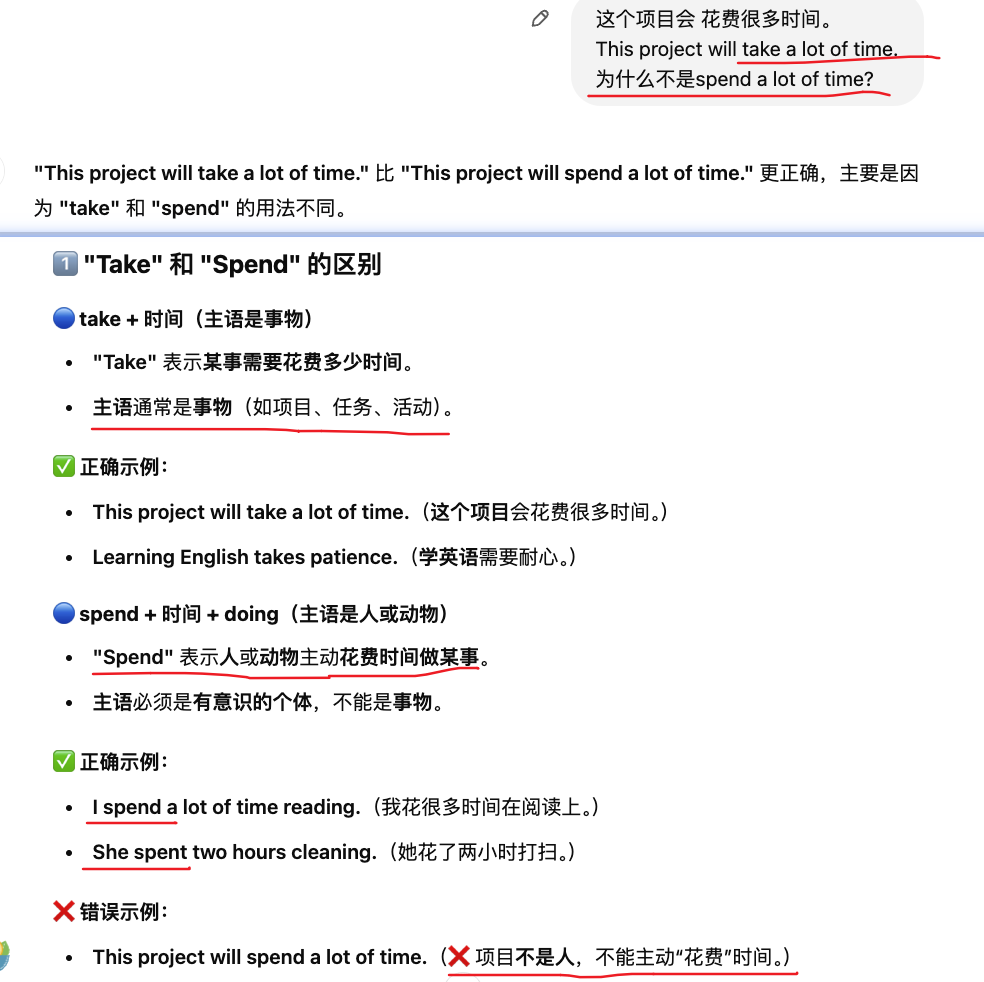 这个项目会 花费很多时间。
This project will take a lot of time.
为什么不是spend a lot of time?
"This project will take a lot of time." 比 "This project will spend a lot of time." 更正确，主要是因
为 "take" 和 "spend" 的用法不同。
1️⃣ "Take" 和 "Spend" 的区别
🔵 take + 时间（主语是事物）
• "Take" 表示某事需要花费多少时间。
• 主语通常是事物（如项目、任务、活动）。
✅ 正确示例：
• This project will take a lot of time.（这个项目会花费很多时间。）
• Learning English takes patience.（学英语需要耐心。）
🔵 spend + 时间 + doing（主语是人或动物）
• "Spend" 表示人或动物主动花费时间做某事。
• 主语必须是有意识的个体，不能是事物。
✅ 正确示例：
• I spend a lot of time reading.（我花很多时间在阅读上。）
• She spent two hours cleaning.（她花了两小时打扫。）
❌ 错误示例：
• This project will spend a lot of time.（❌ 项目不是人，不能主动“花费”时间。）